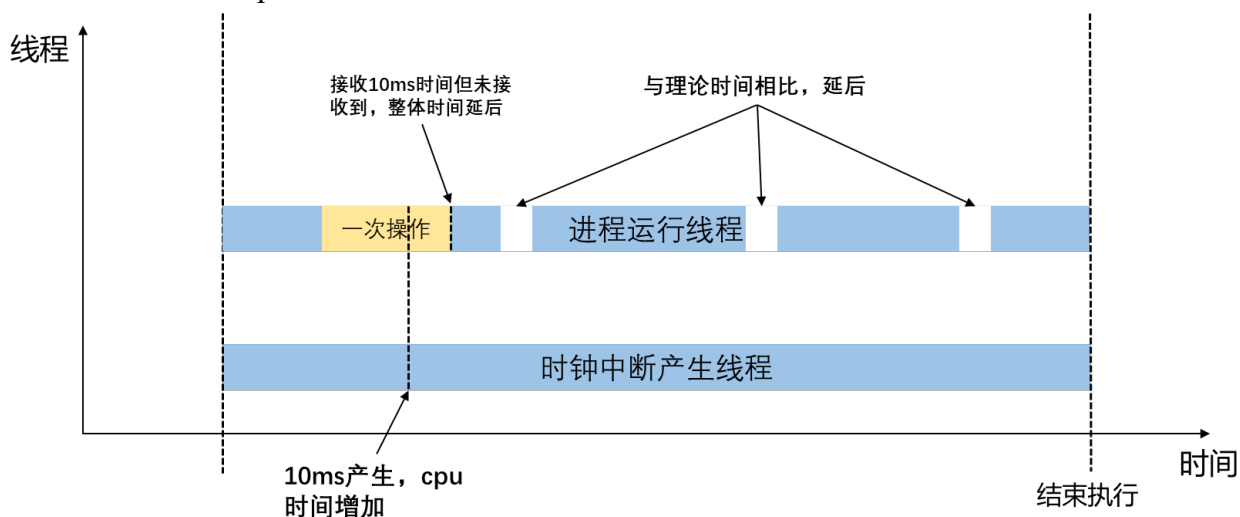 p
线程
接收10ms时间但未接
收到，整体时间延后
与理论时间相比，延后
一次操作
进程运行线程
时钟中断产生线程
10ms产生，cpu
时间增加
时间
结束执行